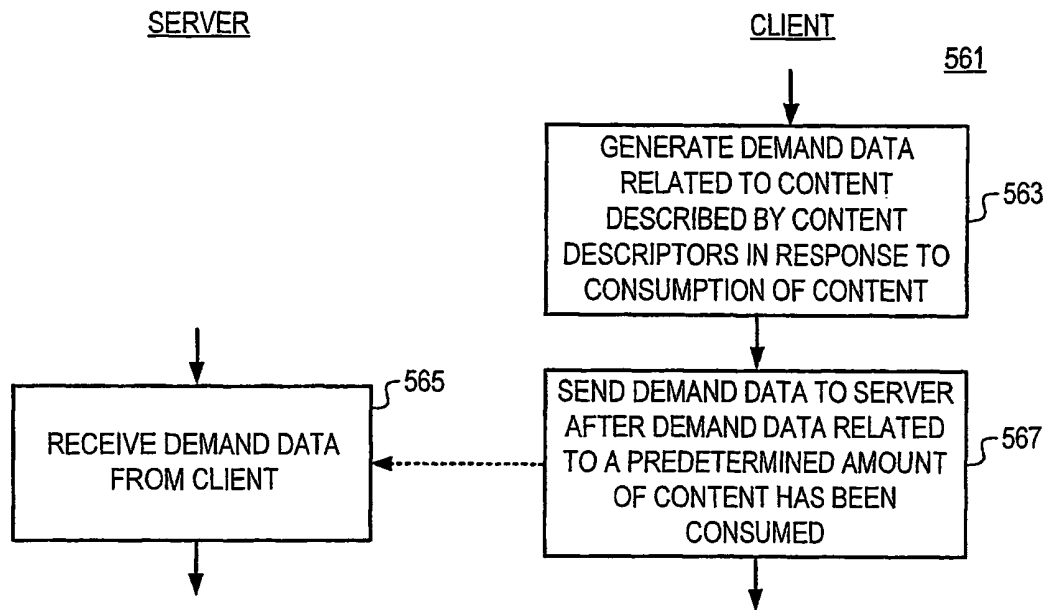 SERVER
CLIENT
561
GENERATE DEMAND DATA
RELATED TO CONTENT
DESCRIBED BY CONTENT
DESCRIPTORS IN RESPONSE TO
CONSUMPTION OF CONTENT
563
565
RECEIVE DEMAND DATA
FROM CLIENT
SEND DEMAND DATA TO SERVER
AFTER DEMAND DATA RELATED
TO A PREDETERMINED AMOUNT
OF CONTENT HAS BEEN
CONSUMED
567